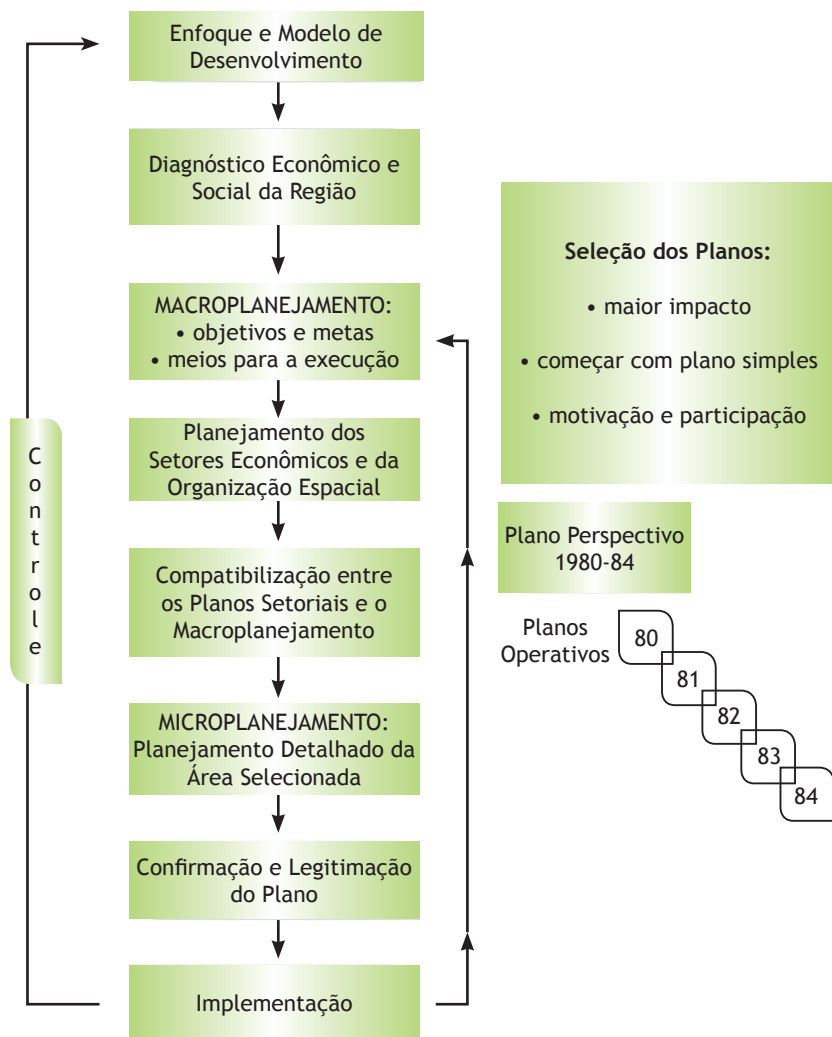 Enfoque e Modelo de
Desenvolvimento
Diagnóstico Econômico e
Social da Região
MACROPLANEJAMENTO:
• objetivos e metas
• meios para a execução
Planejamento dos
Setores Econômicos e da
Organização Espacial
Compatibilização entre
os Planos Setoriais e o
Macroplanejamento
MICROPLANEJAMENTO:
Planejamento Detalhado da
Área Selecionada
Confirmação e Legitimação
do Plano
Implementação
Controle
Seleção dos Planos:
• maior impacto
• começar com plano simples
• motivação e participação
Plano Perspectivo
1980-84
Planos
Operativos
80
81
82
83
84